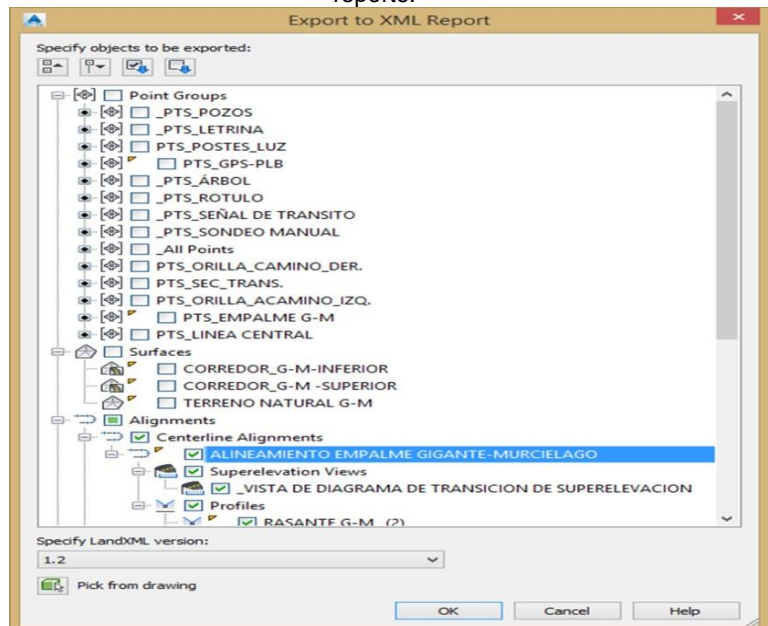 reporte.
Export to XML Report
Specify objects to be exported:
Point Groups
_PTS_POZOS
_PTS_LETRINA
PTS_POSTES_LUZ
PTS_GPS-PLB
_PTS_ÁRBOL
_PTS_ROTULO
_PTS_SEÑAL DE TRANSITO
_PTS_SONDEO MANUAL
_All Points
PTS_ORILLA_CAMINO_DER.
PTS_SEC_TRANS.
PTS_ORILLA_ACAMINO_IZQ.
PTS_EMPALME G-M
PTS_LINEA CENTRAL
Surfaces
CORREDOR_G-M-INFERIOR
CORREDOR_G-M -SUPERIOR
TERRENO NATURAL G-M
Alignments
Centerline Alignments
ALINEAMIENTO EMPALME GIGANTE-MURCIELAGO
Superelevation Views
_VISTA DE DIAGRAMA DE TRANSICION DE SUPERELEVACION
Profiles
RASANTE G-M (2)
Specify LandXML version:
1.2
Pick from drawing
OK Cancel Help